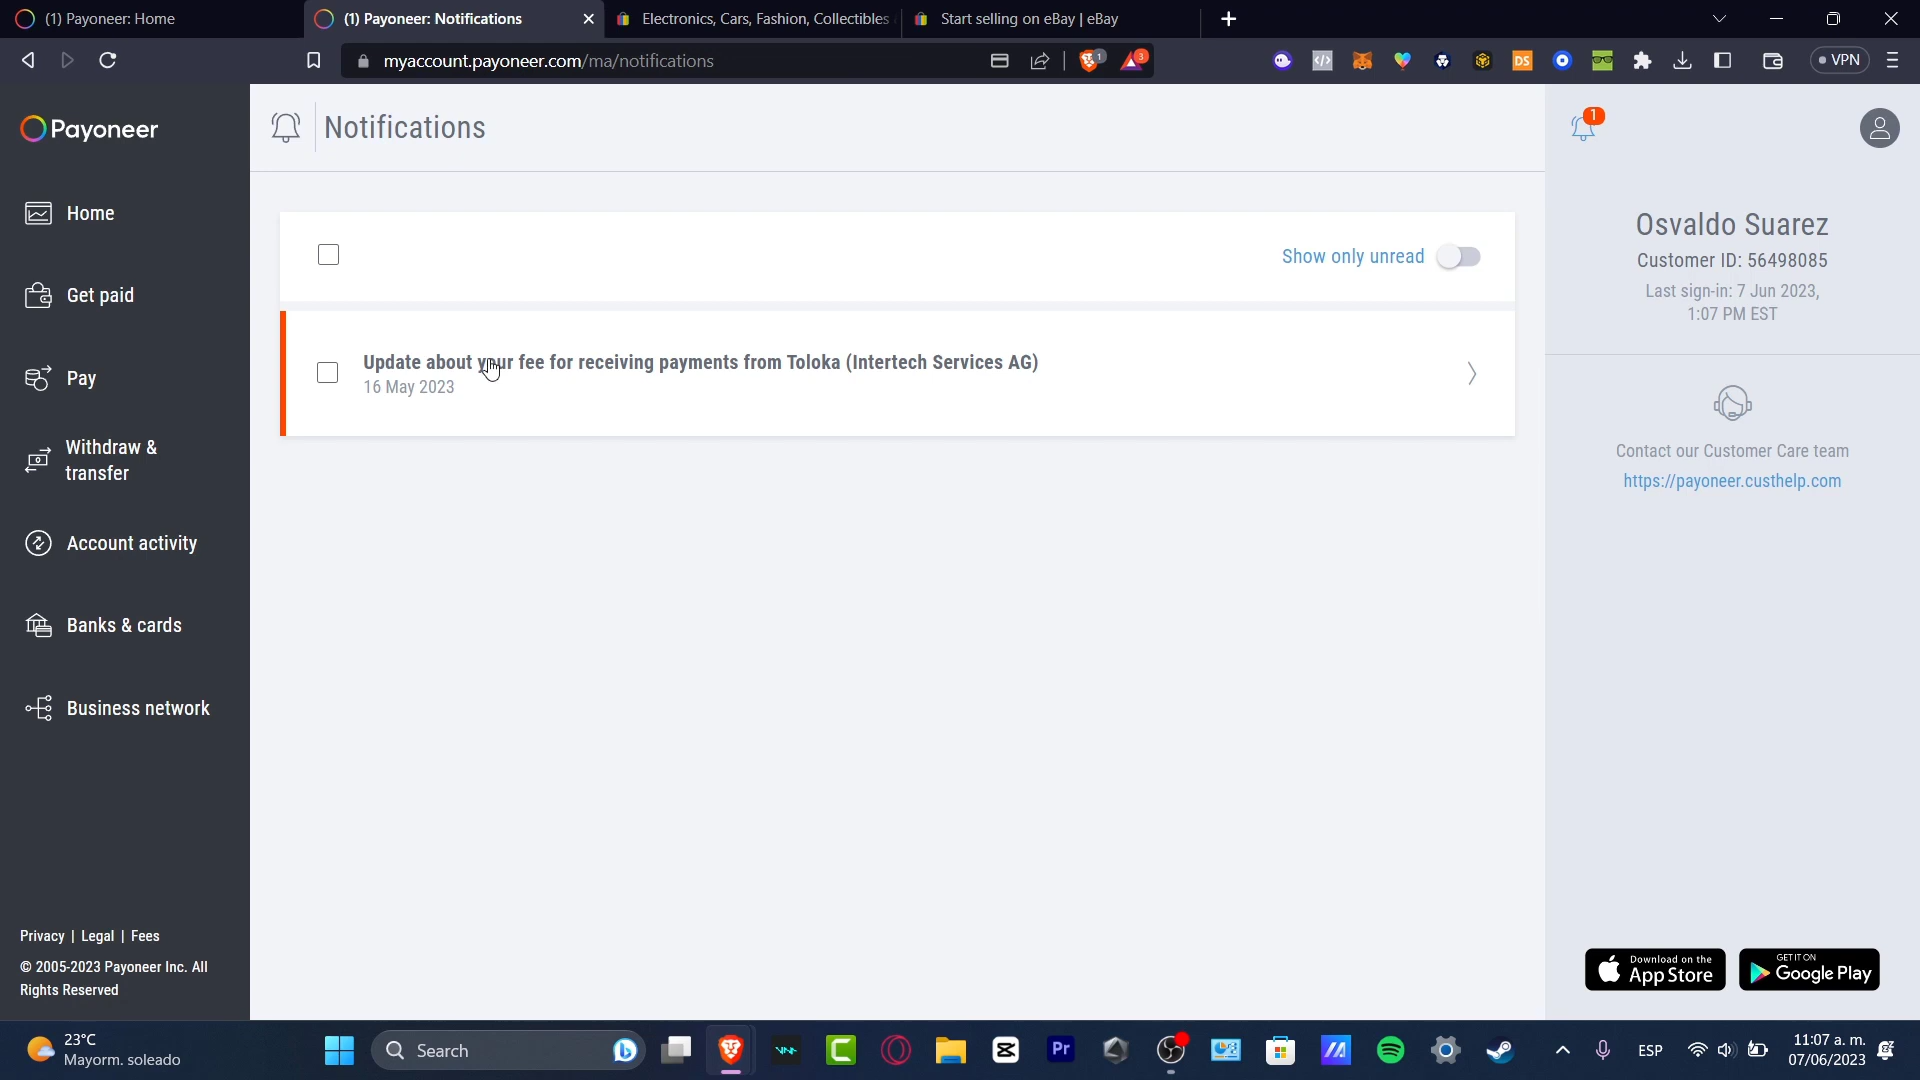 (1) Payoneer: Home
(1) Payoneer: Notifications
Electronics, Cars, Fashion, Collectibles
Start selling on eBay | eBay
myaccount.payoneer.com/ma/notifications
1
3
DS
VPN
Payoneer
Home
Get paid
Pay
Withdraw &
transfer
Account activity
Banks & cards
Business network
Privacy | Legal | Fees
© 2005-2023 Payoneer Inc. All
Rights Reserved
Notifications
Show only unread
Update about your fee for receiving payments from Toloka (Intertech Services AG)
16 May 2023
1
Osvaldo Suarez
Customer ID: 56498085
Last sign-in: 7 Jun 2023,
1:07 PM EST
Contact our Customer Care team
https://payoneer.custhelp.com
Download on the
App Store
GET IT ON
Google Play
23°C
Mayorm. soleado
Search
Pr
ESP
11:07 a. m.
07/06/2023